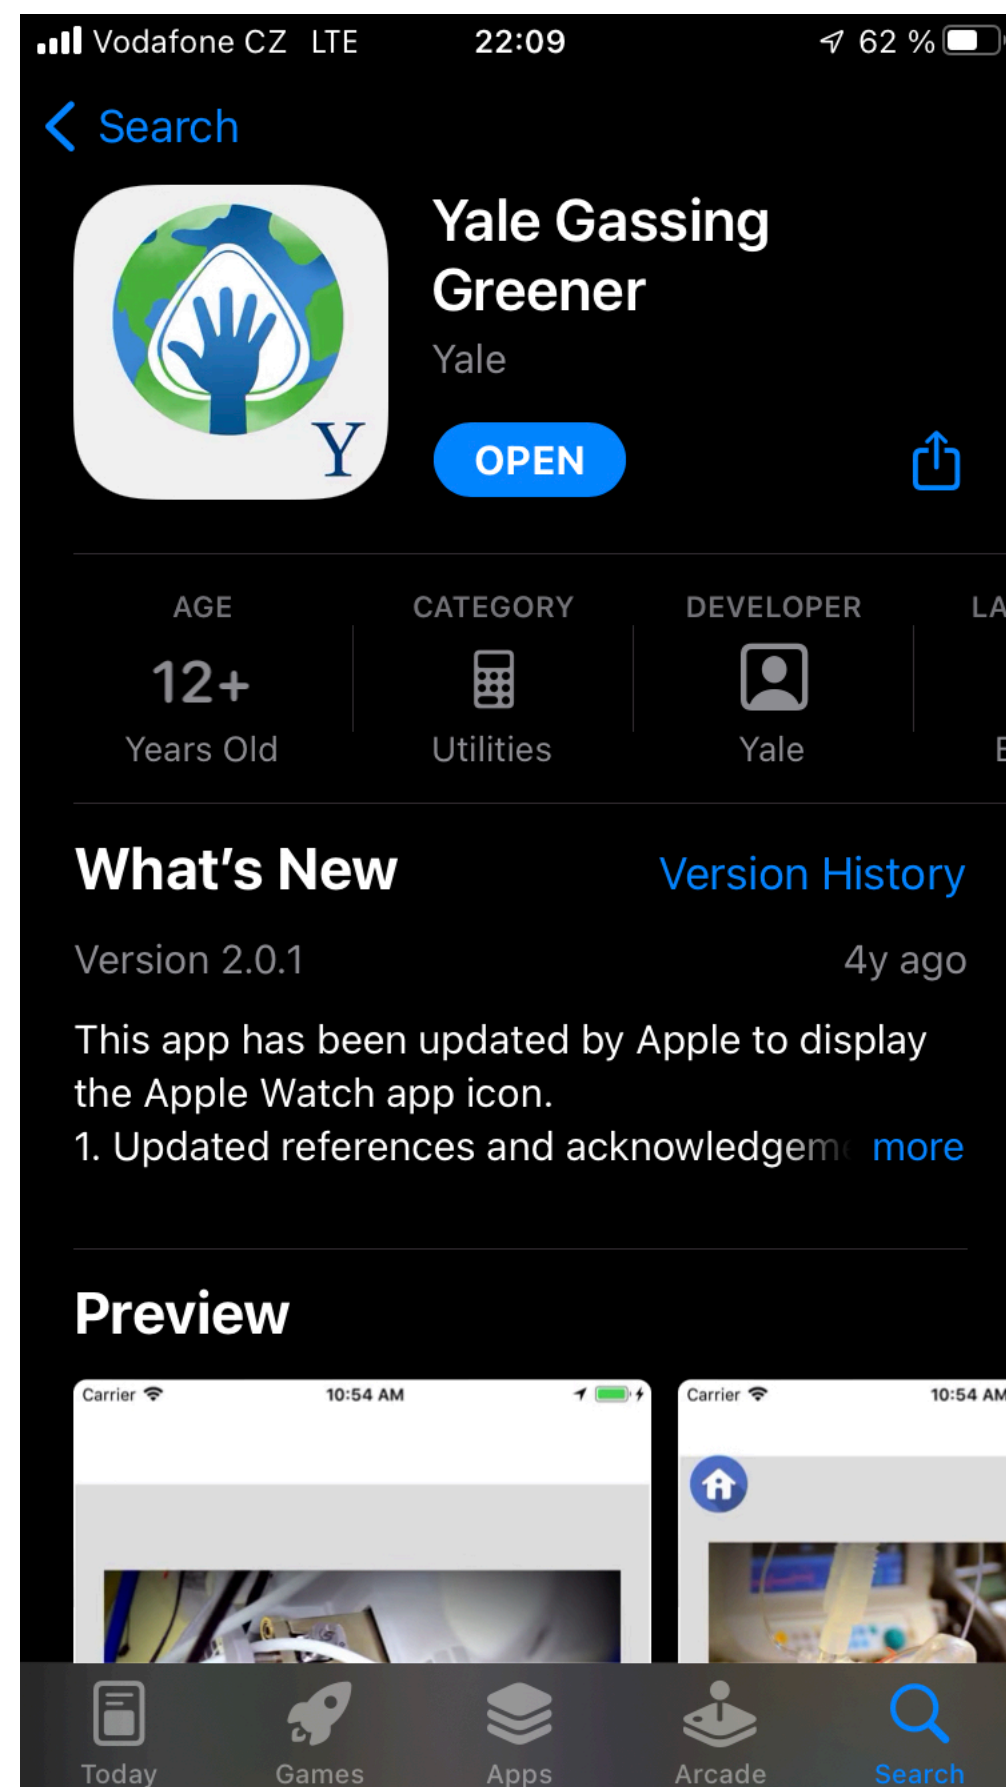 Vodafone CZ LTE 22:09 62 %
Search
Yale Gassing
Greener
Yale
OPEN
Y
AGE CATEGORY DEVELOPER LA
12+
Years Old Utilities Yale E
What's New Version History
Version 2.0.1 4y ago
This app has been updated by Apple to display
the Apple Watch app icon.
1. Updated references and acknowledgem more
Preview
Carrier 10:54 AM Carrier 10:54 AM
Today Games Apps Arcade Search